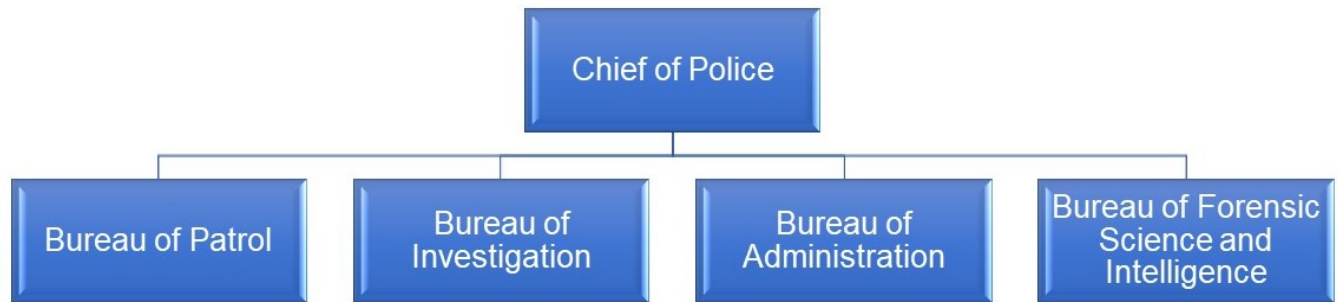 Chief of Police
Bureau of Patrol
Bureau of
Investigation
Bureau of
Administration
Bureau of Forensic
Science and
Intelligence